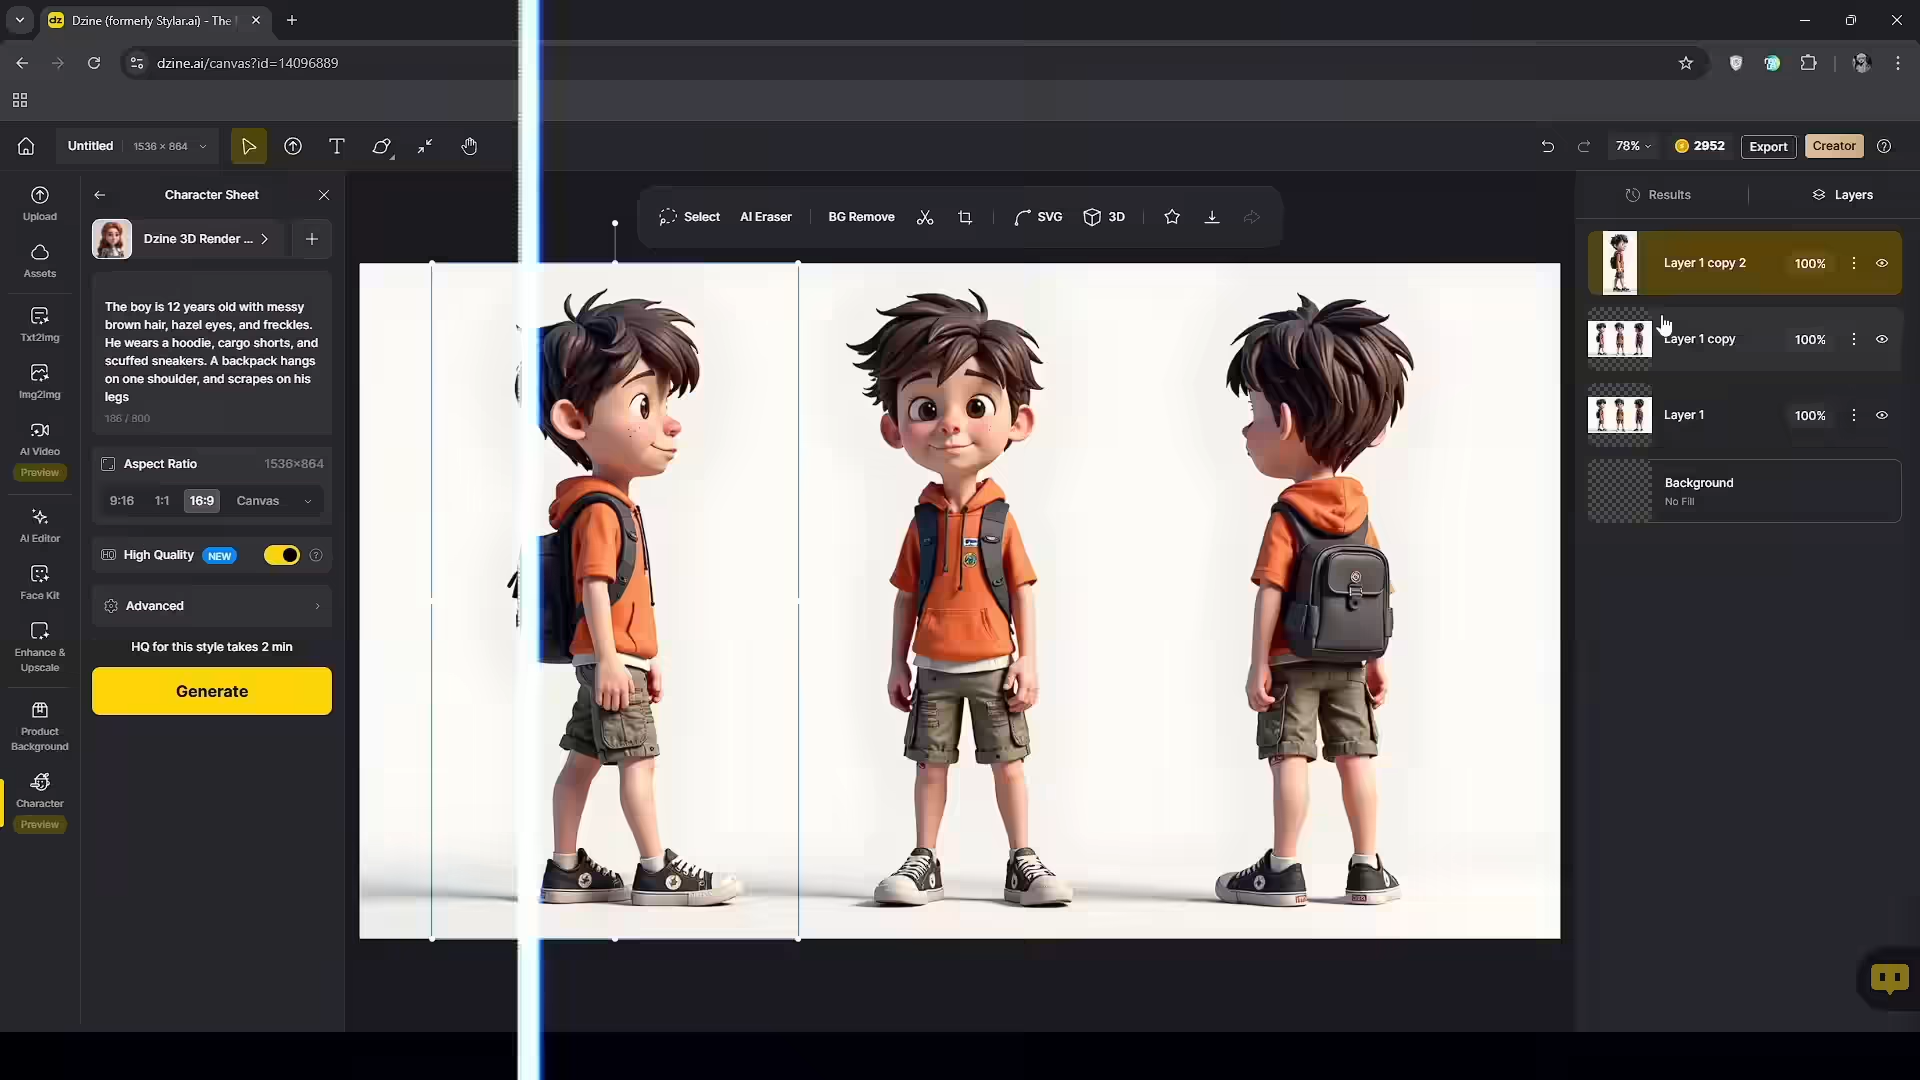 Dzine (formerly Stylar.ai) - The
dzine.ai/canvas?id=14096889
Untitled
1536 × 864
78%
2952
Export
Creator
Upload
Assets
Txt2Img
Img2Img
AI Video
Preview
AI Editor
Face Kit
Enhance &
Upscale
Product
Background
Character
Preview
Character Sheet
Dzine 3D Render ...
The boy is 12 years old with messy
brown hair, hazel eyes, and freckles.
He wears a hoodie, cargo shorts, and
scuffed sneakers. A backpack hangs
on one shoulder, and scrapes on his
legs
186 / 800
Aspect Ratio
1536×864
9:16
1:1
16:9
Canvas
HQ
High Quality
NEW
Advanced
HQ for this style takes 2 min
Generate
Select
AI Eraser
BG Remove
SVG
3D
Results
Layers
Layer 1 copy 2
100%
Layer 1 copy
100%
Layer 1
100%
Background
No Fill